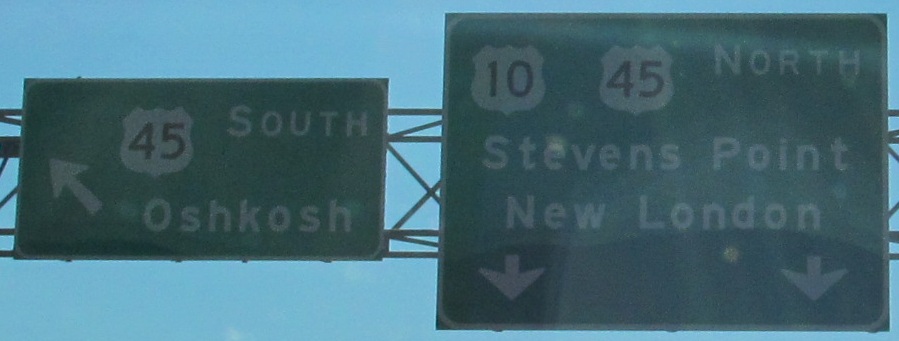 45 SOUTH
Oshkosh
10 45 NORTH
Stevens Point
New London